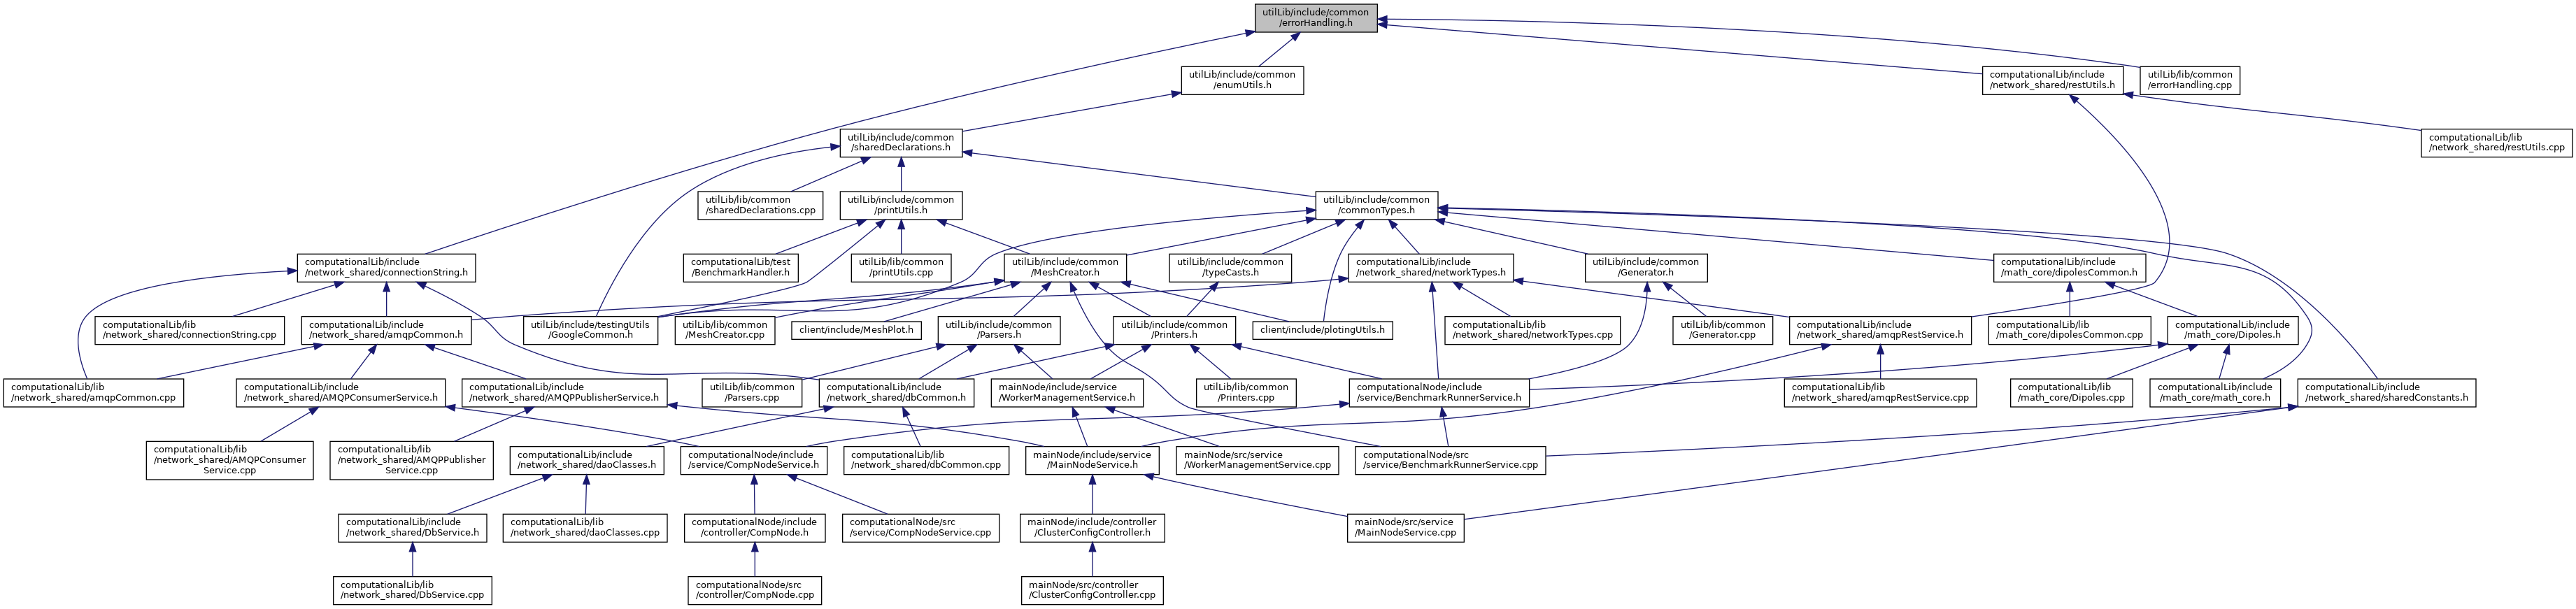 utilLib/include/common
/errorHandling.h
utilLib/include/common
/enumUtils.h
computationalLib/include
/network_shared/restUtils.h
utilLib/lib/common
/errorHandling.cpp
utilLib/include/common
/sharedDeclarations.h
computationalLib/lib
/network_shared/restUtils.cpp
utilLib/lib/common
/sharedDeclarations.cpp
utilLib/include/common
/printUtils.h
utilLib/include/common
/commonTypes.h
computationalLib/include
/network_shared/connectionString.h
computationalLib/test
/BenchmarkHandler.h
utilLib/lib/common
/printUtils.cpp
utilLib/include/common
/MeshCreator.h
utilLib/include/common
/typeCasts.h
computationalLib/include
/network_shared/networkTypes.h
utilLib/include/common
/Generator.h
computationalLib/include
/math_core/dipolesCommon.h
computationalLib/lib
/network_shared/connectionString.cpp
computationalLib/include
/network_shared/amqpCommon.h
utilLib/include/testingUtils
/GoogleCommon.h
utilLib/lib/common
/MeshCreator.cpp
client/include/MeshPlot.h
utilLib/include/common
/Parsers.h
utilLib/include/common
/Printers.h
client/include/plotingUtils.h
computationalLib/lib
/network_shared/networkTypes.cpp
utilLib/lib/common
/Generator.cpp
computationalLib/include
/network_shared/amqpRestService.h
computationalLib/lib
/math_core/dipolesCommon.cpp
computationalLib/include
/math_core/Dipoles.h
computationalLib/lib
/network_shared/amqpCommon.cpp
computationalLib/include
/network_shared/AMQPConsumerService.h
computationalLib/include
/network_shared/AMQPPublisherService.h
utilLib/lib/common
/Parsers.cpp
computationalLib/include
/network_shared/dbCommon.h
mainNode/include/service
/WorkerManagementService.h
utilLib/lib/common
/Printers.cpp
computationalNode/include
/service/BenchmarkRunnerService.h
computationalLib/lib
/network_shared/amqpRestService.cpp
computationalLib/lib
/math_core/Dipoles.cpp
computationalLib/include
/math_core/math_core.h
computationalLib/include
/network_shared/sharedConstants.h
computationalLib/lib
/network_shared/AMQPConsumer
Service.cpp
computationalLib/lib
/network_shared/AMQPPublisher
Service.cpp
computationalLib/include
/network_shared/daoClasses.h
computationalNode/include
/service/CompNodeService.h
computationalLib/lib
/network_shared/dbCommon.cpp
mainNode/include/service
/MainNodeService.h
mainNode/src/service
/WorkerManagementService.cpp
computationalNode/src
/service/BenchmarkRunnerService.cpp
computationalLib/include
/network_shared/DbService.h
computationalLib/lib
/network_shared/daoClasses.cpp
computationalNode/include
/controller/CompNode.h
computationalNode/src
/service/CompNodeService.cpp
mainNode/include/controller
/ClusterConfigController.h
mainNode/src/service
/MainNodeService.cpp
computationalLib/lib
/network_shared/DbService.cpp
computationalNode/src
/controller/CompNode.cpp
mainNode/src/controller
/ClusterConfigController.cpp